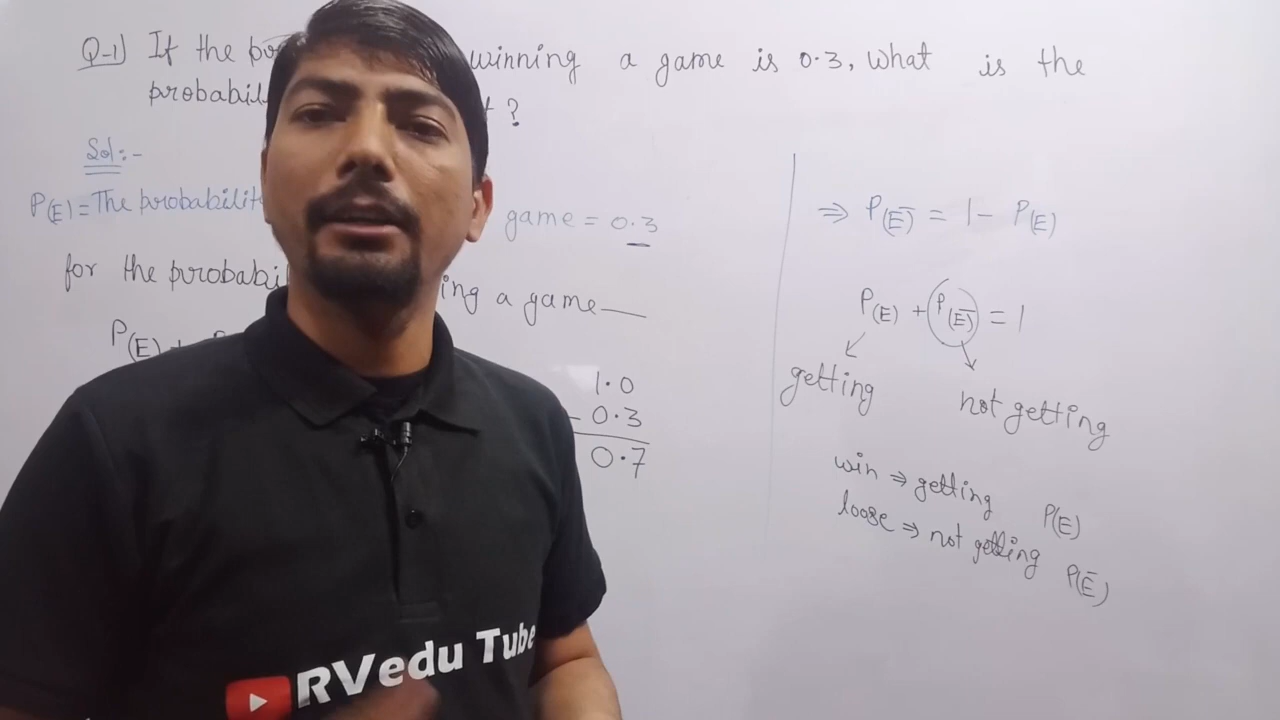 Q-1) If the winning a game is 0.3, what is the
probabil ?
Sol:-
P(E) = The probability game = 0.3
for the probabi ing a game
P(E) +
1.0
- 0.3
0.7
⇒ P(E̅) = 1 - P(E)
P(E) + P(E̅) = 1
getting not getting
win ⇒ getting P(E)
loose ⇒ not getting P(E̅)
RVedu Tube